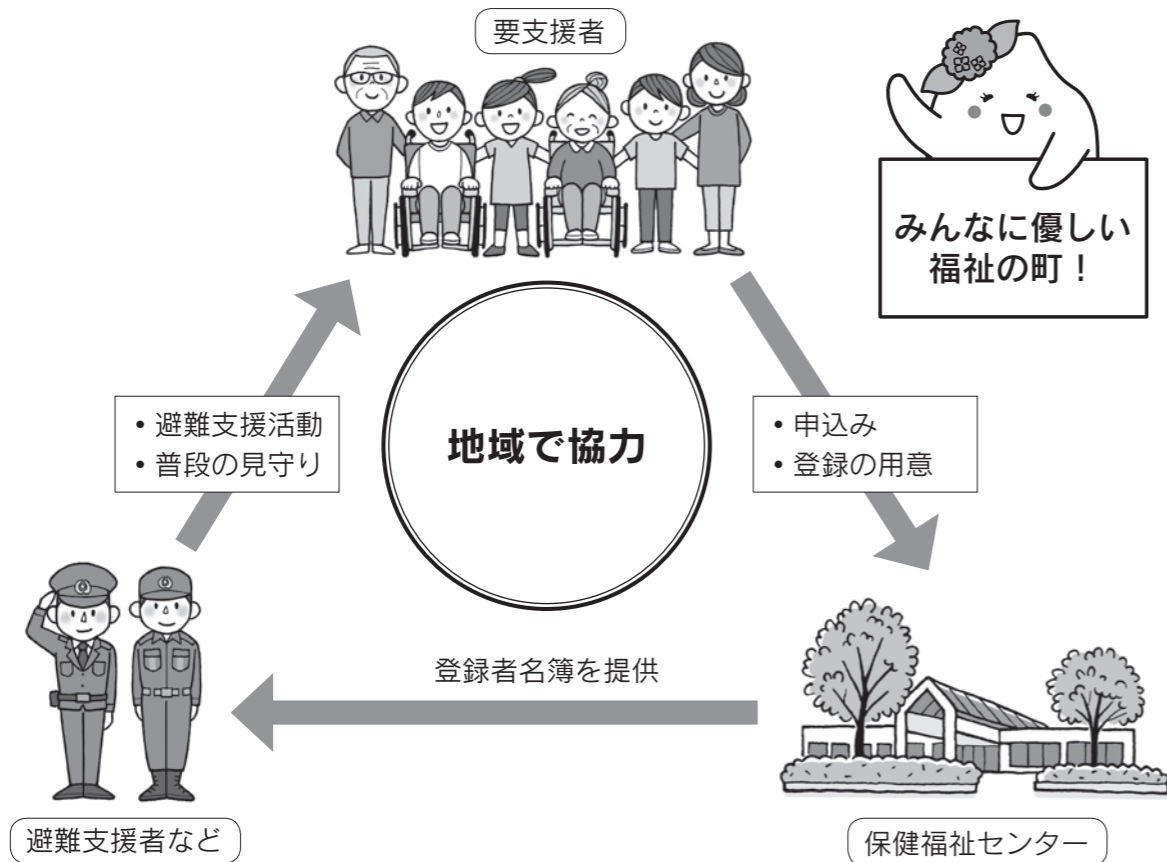 要支援者
みんなに優しい
福祉の町！
• 避難支援活動
• 普段の見守り
地域で協力
• 申込み
• 登録の用意
登録者名簿を提供
避難支援者など
保健福祉センター